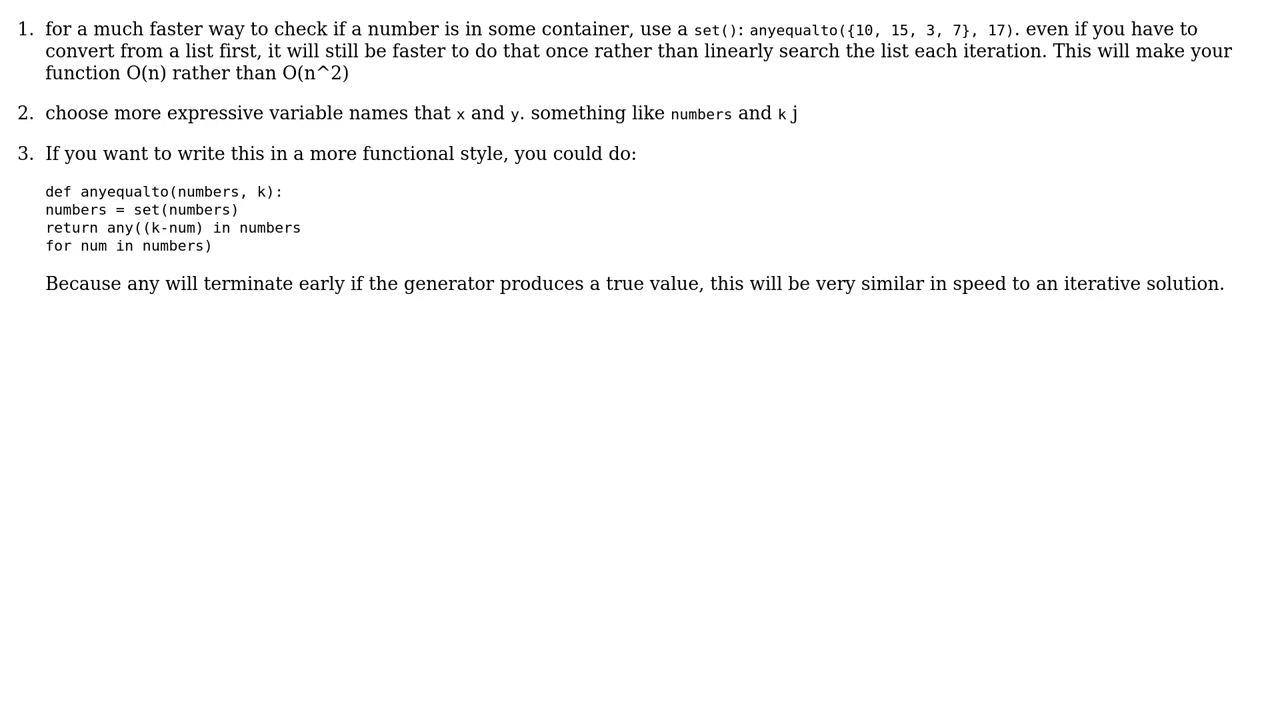 1. for a much faster way to check if a number is in some container, use a set(): anyequalto({10, 15, 3, 7}, 17). even if you have to
convert from a list first, it will still be faster to do that once rather than linearly search the list each iteration. This will make your
function O(n) rather than O(n^2)
2. choose more expressive variable names that x and y. something like numbers and k j
3. If you want to write this in a more functional style, you could do:
def anyequalto(numbers, k):
numbers = set(numbers)
return any((k-num) in numbers
for num in numbers)
Because any will terminate early if the generator produces a true value, this will be very similar in speed to an iterative solution.